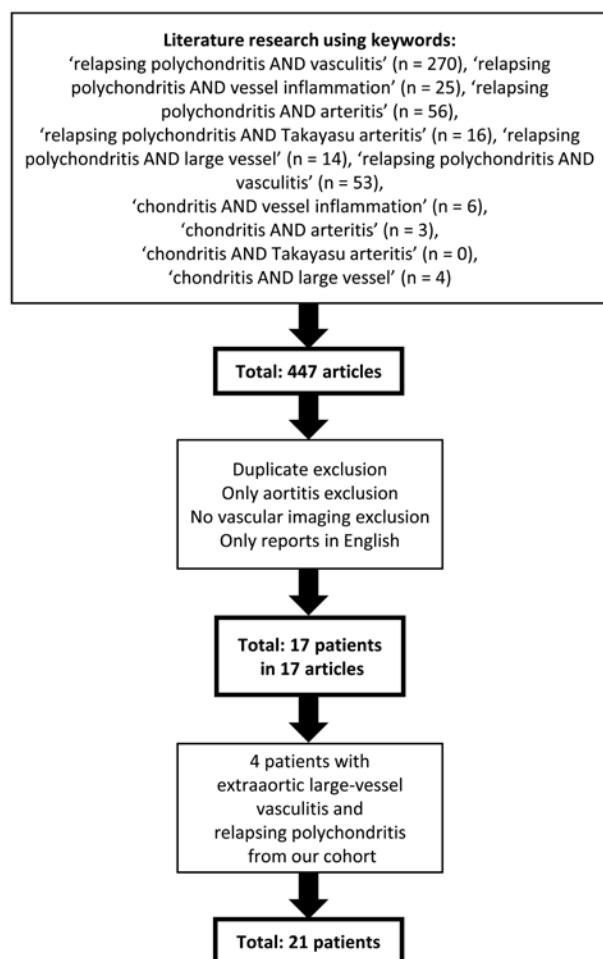 Literature research using keywords:
‘relapsing polychondritis AND vasculitis’ (n = 270), ‘relapsing
polychondritis AND vessel inflammation’ (n = 25), ‘relapsing
polychondritis AND arteritis’ (n = 56),
‘relapsing polychondritis AND Takayasu arteritis’ (n = 16), ‘relapsing
polychondritis AND large vessel’ (n = 14), ‘relapsing polychondritis AND
vasculitis’ (n = 53),
‘chondritis AND vessel inflammation’ (n = 6),
‘chondritis AND arteritis’ (n = 3),
‘chondritis AND Takayasu arteritis’ (n = 0),
‘chondritis AND large vessel’ (n = 4)
Total: 447 articles
Duplicate exclusion
Only aortitis exclusion
No vascular imaging exclusion
Only reports in English
Total: 17 patients
in 17 articles
4 patients with
extraaortic large-vessel
vasculitis and
relapsing polychondritis
from our cohort
Total: 21 patients